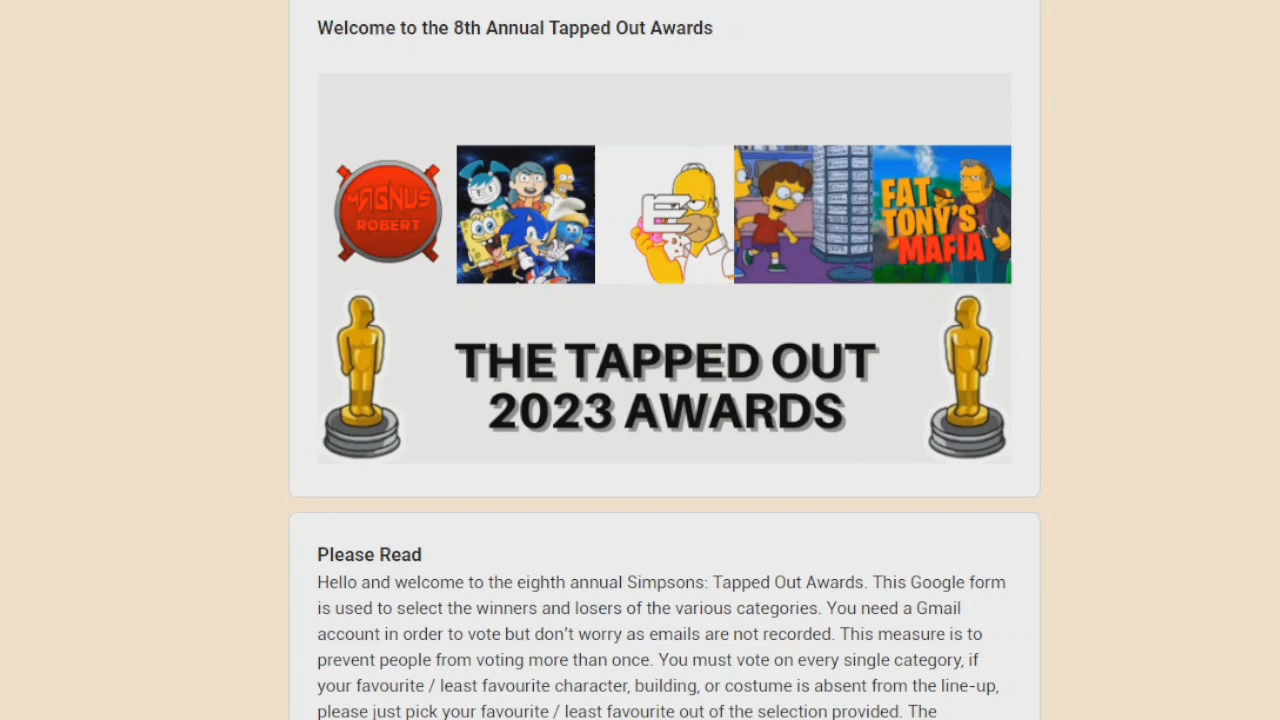 Welcome to the 8th Annual Tapped Out Awards
MAGNUS
ROBERT
E
FAT
TONY'S
MAFIA
THE TAPPED OUT
2023 AWARDS
Please Read
Hello and welcome to the eighth annual Simpsons: Tapped Out Awards. This Google form
is used to select the winners and losers of the various categories. You need a Gmail
account in order to vote but don't worry as emails are not recorded. This measure is to
prevent people from voting more than once. You must vote on every single category, if
your favourite / least favourite character, building, or costume is absent from the line-up,
please just pick your favourite / least favourite out of the selection provided. The